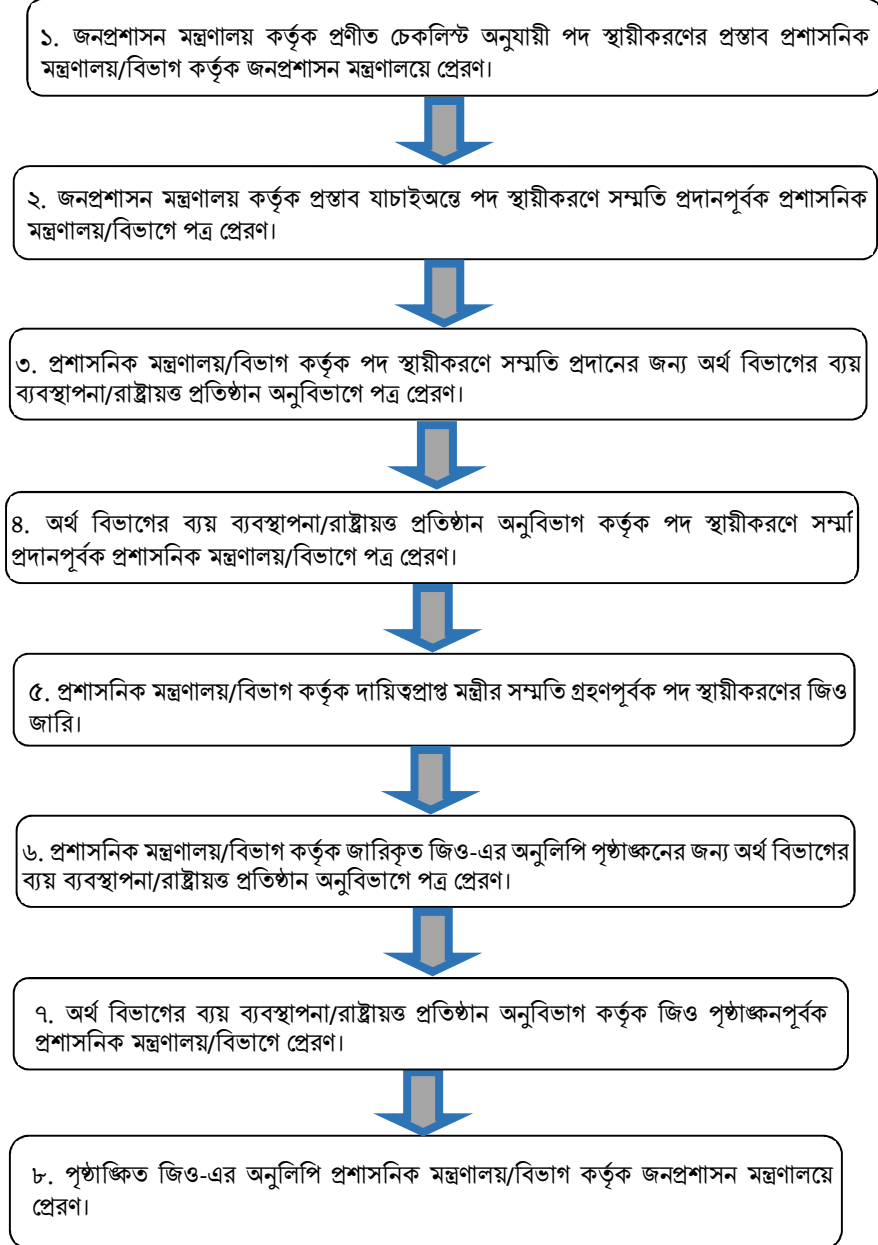 ১. জনপ্রশাসন মন্ত্রণালয় কর্তৃক প্রণীত চেকলিস্ট অনুযায়ী পদ স্থায়ীকরণের প্রস্তাব প্রশাসনিক
মন্ত্রণালয়/বিভাগ কর্তৃক জনপ্রশাসন মন্ত্রণালয়ে প্রেরণ।
২. জনপ্রশাসন মন্ত্রণালয় কর্তৃক প্রস্তাব যাচাইঅন্তে পদ স্থায়ীকরণে সম্মতি প্রদানপূর্বক প্রশাসনিক
মন্ত্রণালয়/বিভাগে পত্র প্রেরণ।
৩. প্রশাসনিক মন্ত্রণালয়/বিভাগ কর্তৃক পদ স্থায়ীকরণে সম্মতি প্রদানের জন্য অর্থ বিভাগের ব্যয়
ব্যবস্থাপনা/রাষ্ট্রায়ত্ত প্রতিষ্ঠান অনুবিভাগে পত্র প্রেরণ।
৪. অর্থ বিভাগের ব্যয় ব্যবস্থাপনা/রাষ্ট্রায়ত্ত প্রতিষ্ঠান অনুবিভাগ কর্তৃক পদ স্থায়ীকরণে
প্রদানপূর্বক প্রশাসনিক মন্ত্রণালয়/বিভাগে পত্র প্রেরণ।
৫. প্রশাসনিক মন্ত্রণালয়/বিভাগ কর্তৃক দায়িত্বপ্রাপ্ত মন্ত্রীর সম্মতি গ্রহণপূর্বক পদ স্থায়ীকরণের জিও
জারি।
৬. প্রশাসনিক মন্ত্রণালয়/বিভাগ কর্তৃক জারিকৃত জিও-এর অনুলিপি পৃষ্ঠাঙ্কনের জন্য অর্থ বিভাগের
ব্যয় ব্যবস্থাপনা/রাষ্ট্রায়ত্ত প্রতিষ্ঠান অনুবিভাগে পত্র প্রেরণ।
৭. অর্থ বিভাগের ব্যয় ব্যবস্থাপনা/রাষ্ট্রায়ত্ত প্রতিষ্ঠান অনুবিভাগ কর্তৃক জিও পৃষ্ঠাঙ্কনপূর্বক
প্রশাসনিক মন্ত্রণালয়/বিভাগে প্রেরণ।
৮. পৃষ্ঠাঙ্কিত জিও-এর অনুলিপি প্রশাসনিক মন্ত্রণালয়/বিভাগ কর্তৃক জনপ্রশাসন মন্ত্রণালয়ে
প্রেরণ।